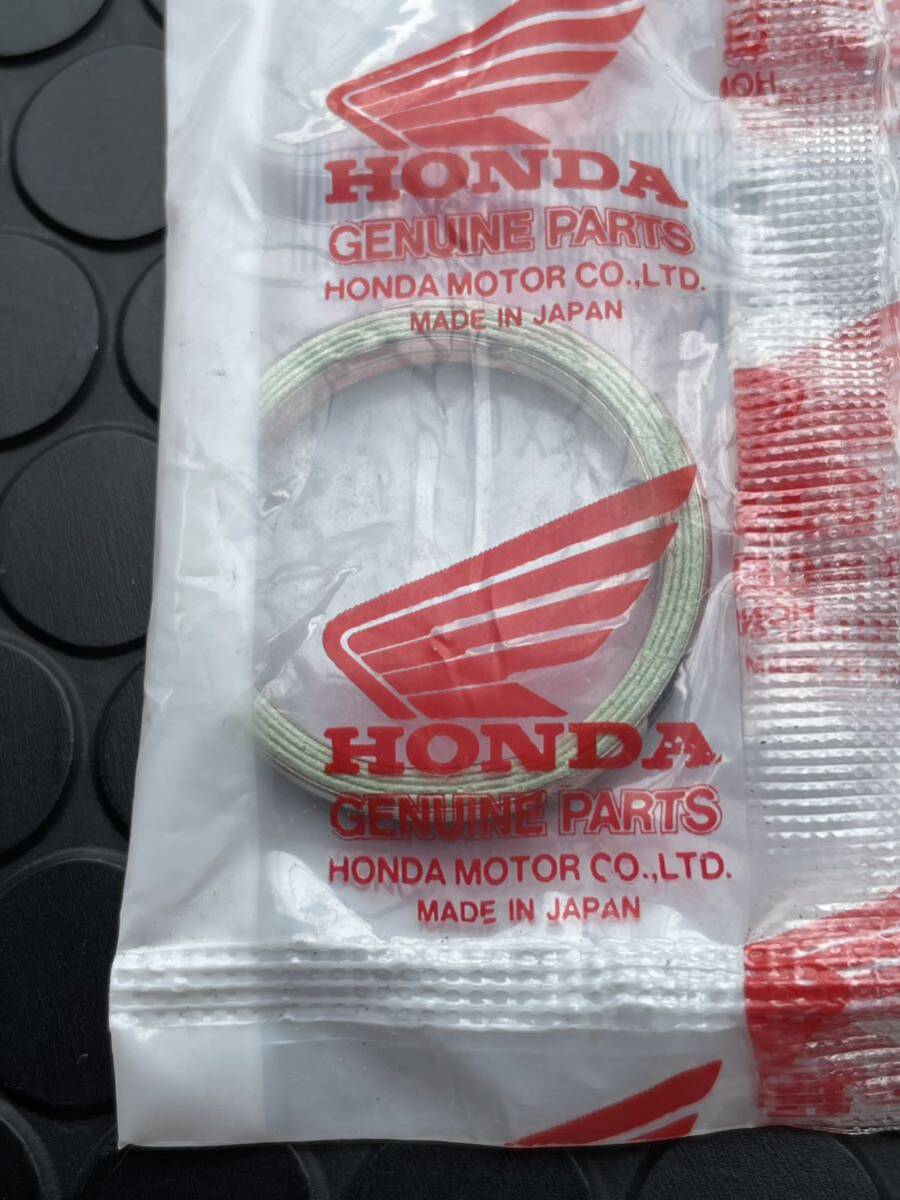 HONDA
GENUINE PARTS
HONDA MOTOR CO.,LTD.
MADE IN JAPAN
HONDA
GENUINE PARTS
HONDA MOTOR CO.,LTD.
MADE IN JAPAN